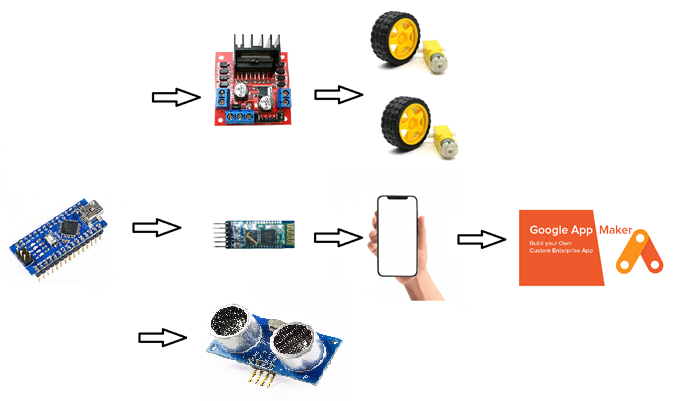 Google App Maker
Build your Own
Custom Enterprise App